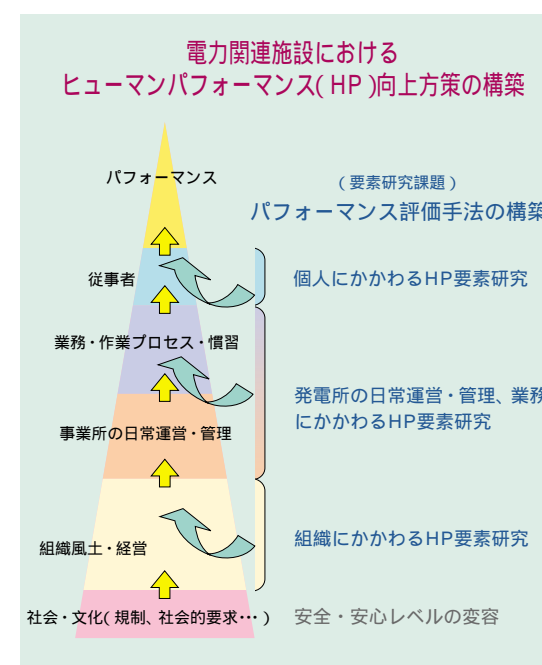 電力関連施設における
ヒューマンパフォーマンス(HP)向上方策の構築
パフォーマンス
(要素研究課題)
パフォーマンス評価手法の構築
従事者
個人にかかわるHP要素研究
業務・作業プロセス・慣習
発電所の日常運営・管理、業務
にかかわるHP要素研究
事業所の日常運営・管理
組織風土・経営
組織にかかわるHP要素研究
社会・文化(規制、社会的要求…)
安全・安心レベルの変容